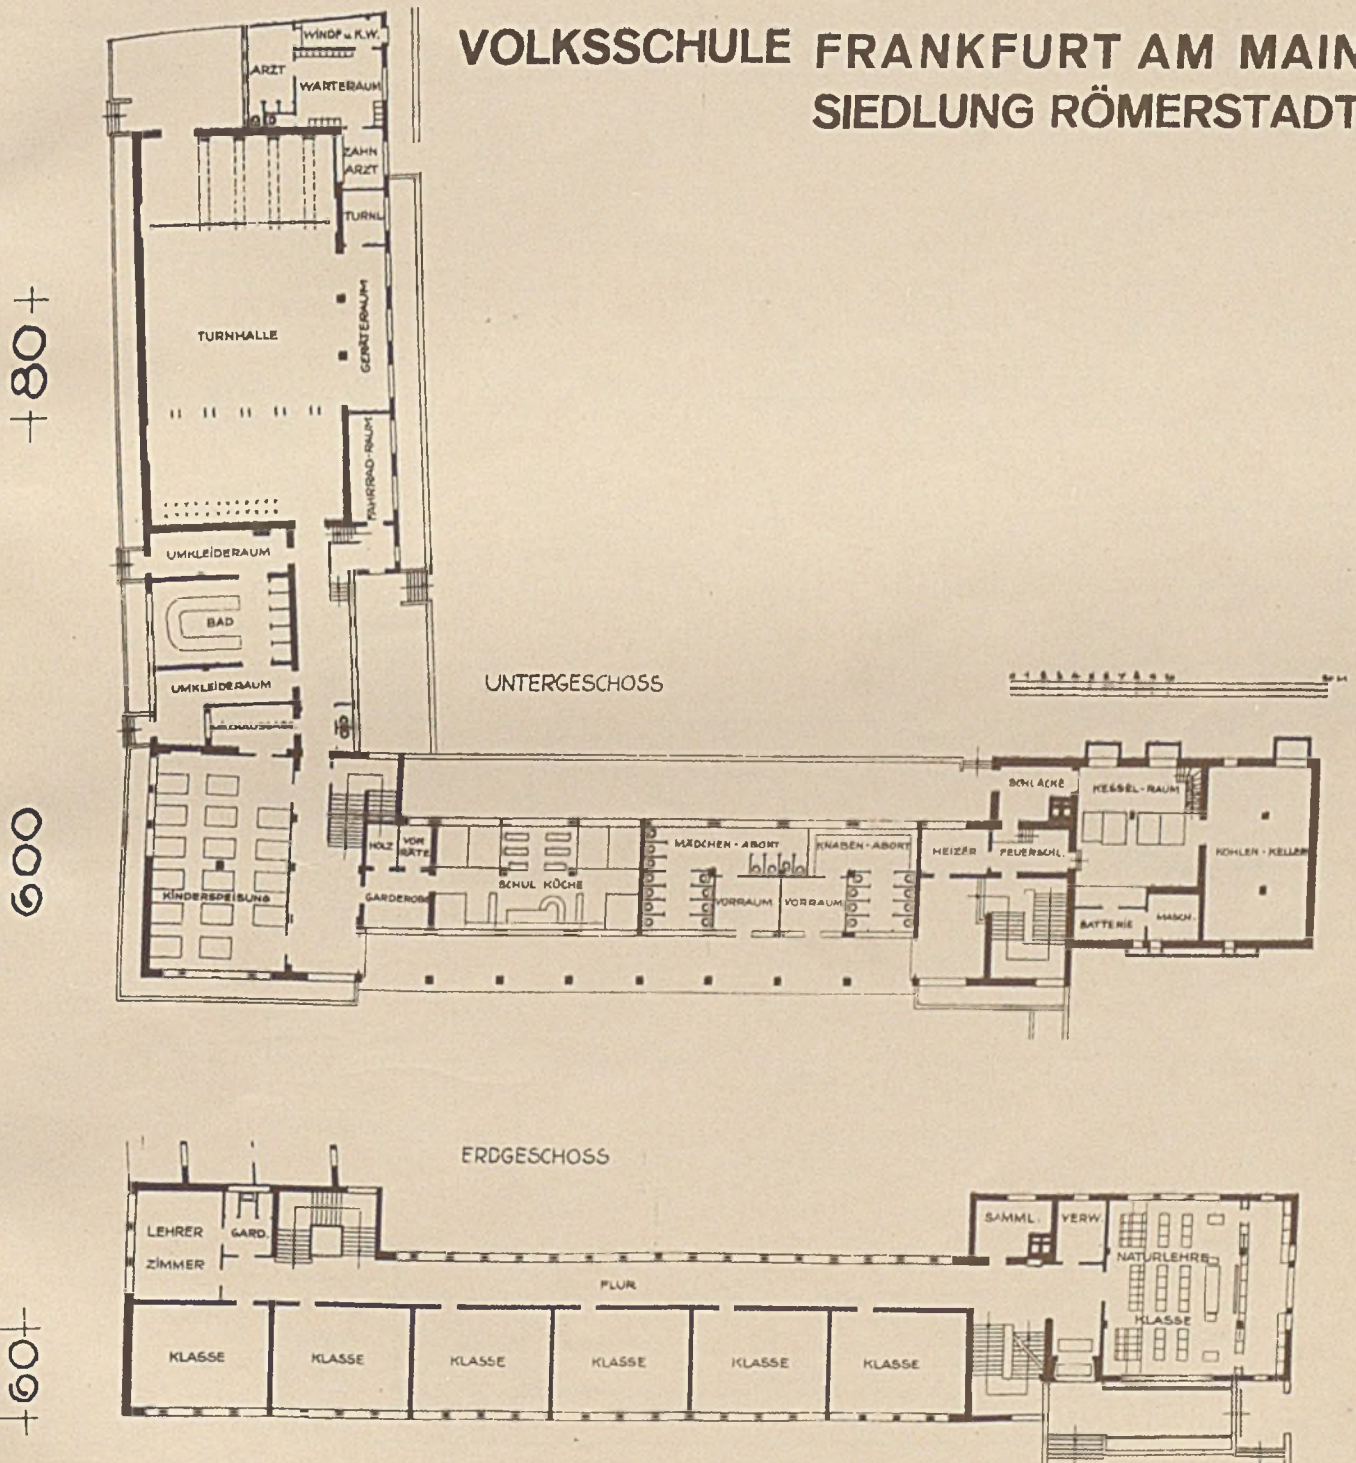 VOLKSSCHULE FRANKFURT AM MAIN
SIEDLUNG RÖMERSTADT
WINDF u. K.W.
ARZT
WARTERAUM
ZAHN
ARZT
TURNL
+80+
TURNHALLE
GERÄTERAUM
FAHRRAD-RAUM
UMKLEIDERAUM
BAD
UMKLEIDERAUM
UNTERGESCHOSS
600
KINDERSPEISUNG
HOLZ
VOR
RÄTE
GARDEROBE
SCHUL KÜCHE
MÄDCHEN-ABORT
KNABEN-ABORT
VORRAUM
VORRAUM
HEIZER
SCHLACKE
FEUERSCHL.
KESSEL-RAUM
KOHLEN-KELLER
BATTERIE
MASCH.
ERDGESCHOSS
+60+
LEHRER
ZIMMER
GARD.
FLUR
SAMML.
VERW.
NATURLEHRE
KLASSE
KLASSE
KLASSE
KLASSE
KLASSE
KLASSE
KLASSE